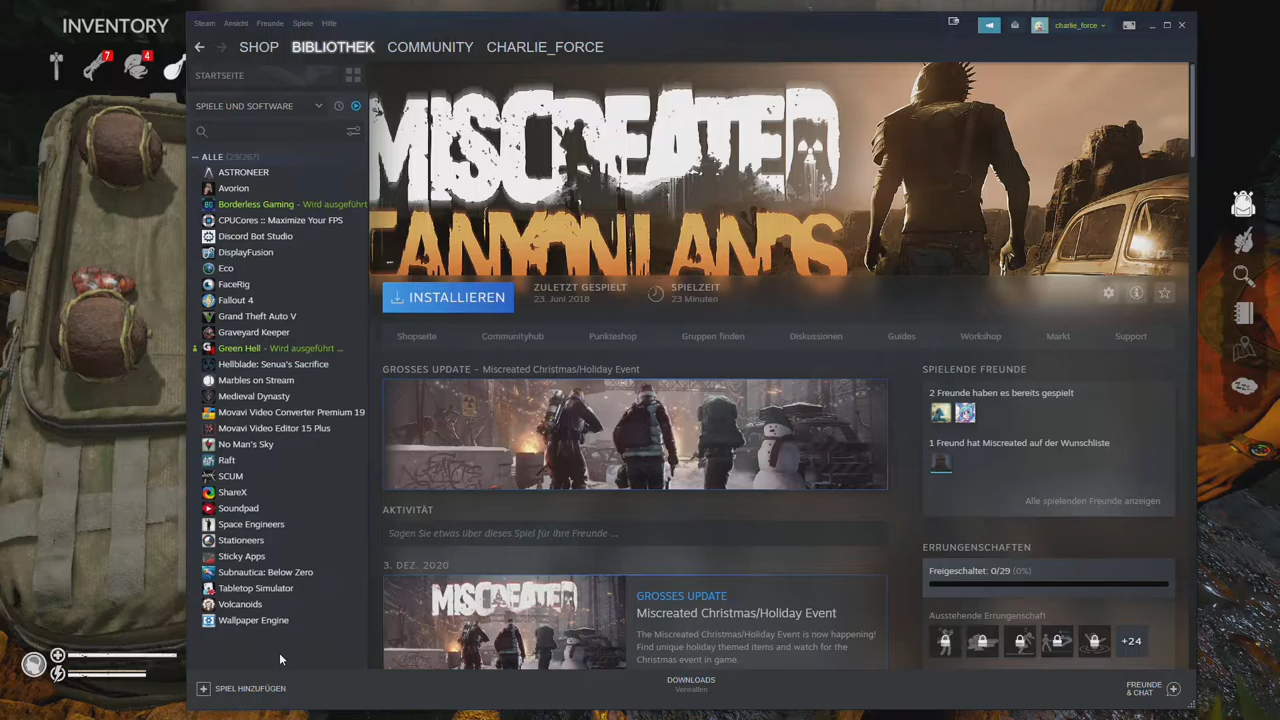 INVENTORY
7
4
Steam Ansicht Freunde Spiele Hilfe
charlie_force
SHOP BIBLIOTHEK COMMUNITY CHARLIE_FORCE
STARTSEITE
SPIELE UND SOFTWARE
ALLE (29/267)
ASTRONEER
Avorion
Borderless Gaming - Wird ausgeführt
CPUCores :: Maximize Your FPS
Discord Bot Studio
DisplayFusion
Eco
FaceRig
Fallout 4
Grand Theft Auto V
Graveyard Keeper
Green Hell - Wird ausgeführt ...
Hellblade: Senua's Sacrifice
Marbles on Stream
Medieval Dynasty
Movavi Video Converter Premium 19
Movavi Video Editor 15 Plus
No Man's Sky
Raft
SCUM
ShareX
Soundpad
Space Engineers
Stationeers
Sticky Apps
Subnautica: Below Zero
Tabletop Simulator
Volcanoids
Wallpaper Engine
SPIEL HINZUFÜGEN
MISCREATED
CANYONLANDS
INSTALLIEREN
ZULETZT GESPIELT
23. Juni 2018
SPIELZEIT
23 Minuten
Shopseite Communityhub Punkteshop Gruppen finden Diskussionen Guides Workshop Markt Support
GROSSES UPDATE - Miscreated Christmas/Holiday Event
AKTIVITÄT
Sagen Sie etwas über dieses Spiel für Ihre Freunde ...
3. DEZ. 2020
MISCREATED
GROSSES UPDATE
Miscreated Christmas/Holiday Event
The Miscreated Christmas/Holiday Event is now happening!
Find unique holiday themed items and watch for the
Christmas event in game.
SPIELENDE FREUNDE
2 Freunde haben es bereits gespielt
1 Freund hat Miscreated auf der Wunschliste
Alle spielenden Freunde anzeigen
ERRUNGENSCHAFTEN
Freigeschaltet: 0/29 (0%)
Ausstehende Errungenschaft
+24
DOWNLOADS
Verwalten
FREUNDE
& CHAT